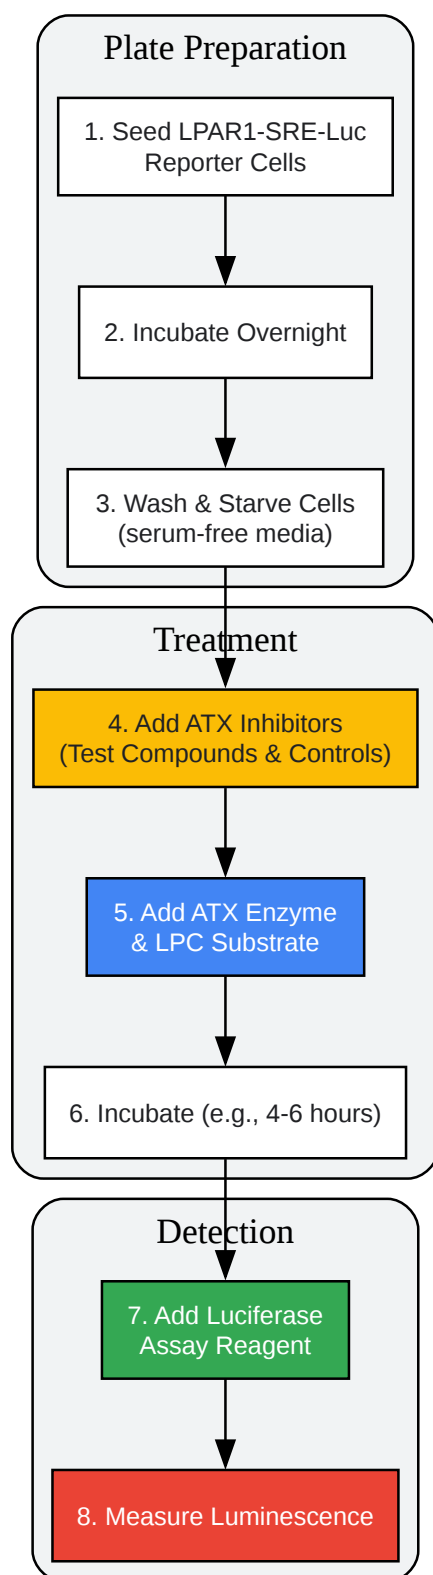 Plate Preparation
1. Seed LPAR1-SRE-Luc
Reporter Cells
2. Incubate Overnight
3. Wash & Starve Cells
(serum-free media)
Treatment
4. Add ATX Inhibitors
(Test Compounds & Controls)
5. Add ATX Enzyme
& LPC Substrate
6. Incubate (e.g., 4-6 hours)
Detection
7. Add Luciferase
Assay Reagent
8. Measure Luminescence